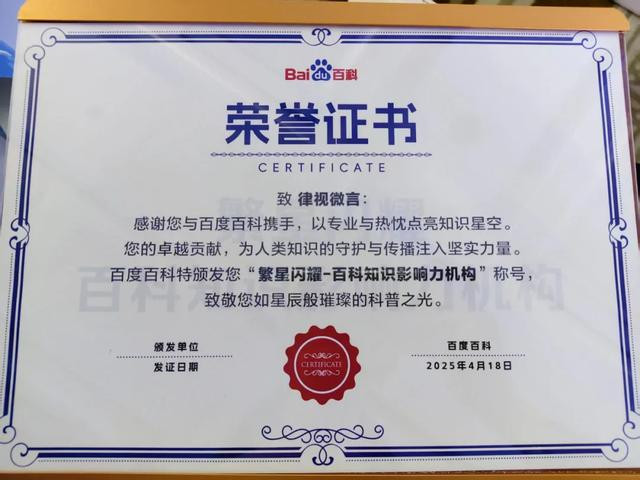 Bai du 百科
荣誉证书
CERTIFICATE
致 律视微言：
感谢您与百度百科携手，以专业与热忱点亮知识星空。
您的卓越贡献，为人类知识的守护与传播注入坚实力量。
百度百科特颁发您“繁星闪耀-百科知识影响力机构”称号，
致敬您如星辰般璀璨的科普之光。
颁发单位 百度百科
发证日期 2025年4月18日
CERTIFICATE